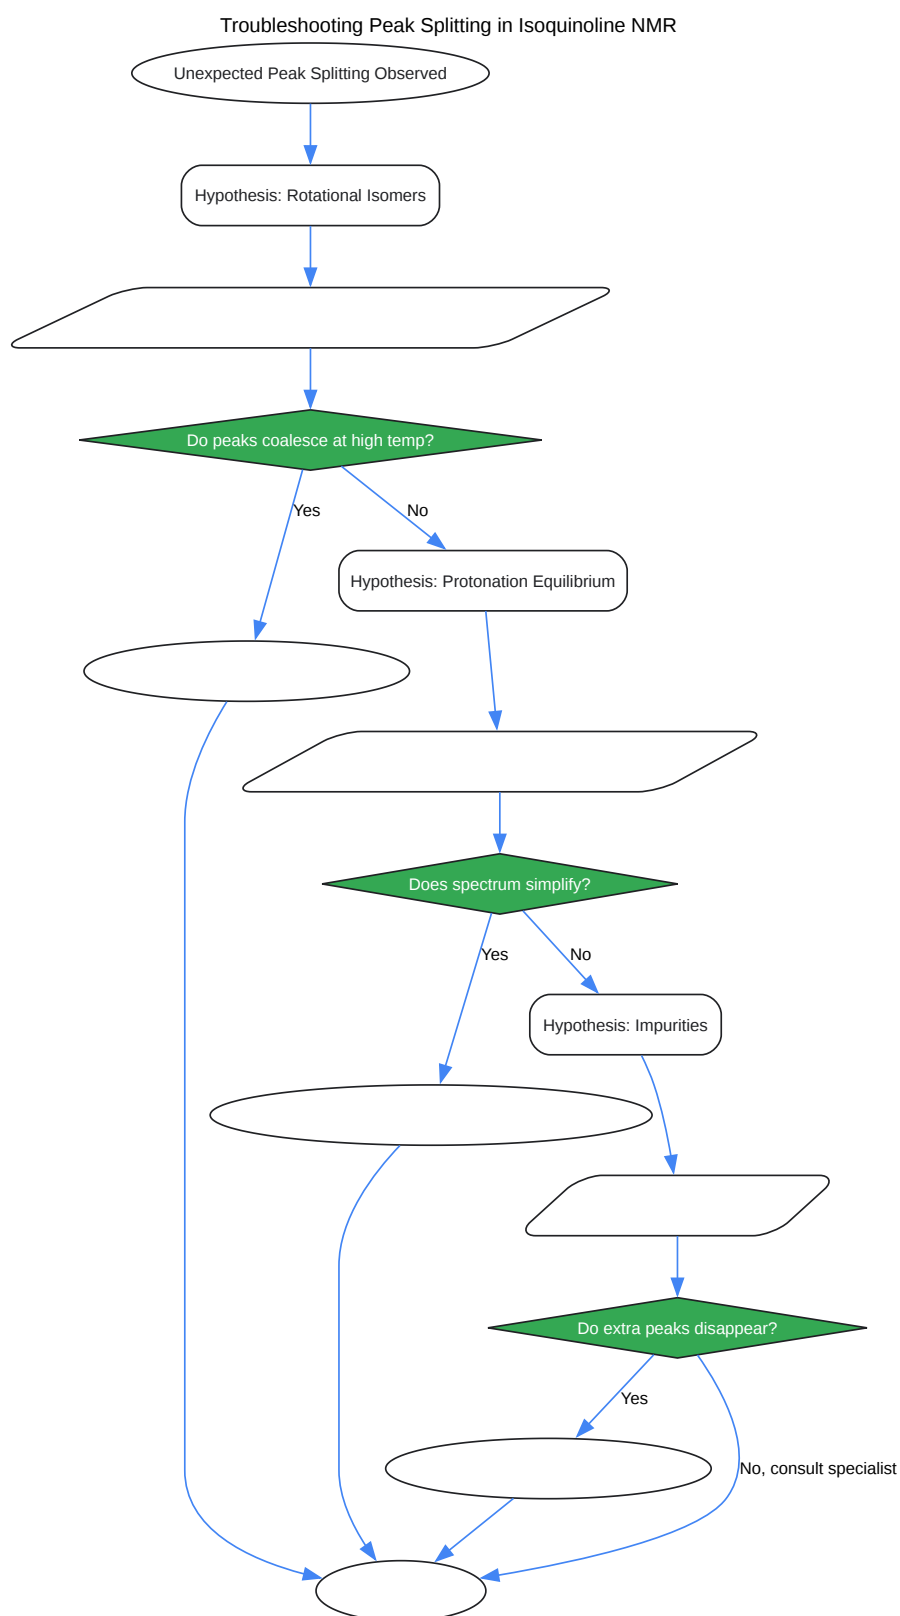 Troubleshooting Peak Splitting in Isoquinoline NMR
Unexpected Peak Splitting Observed
Hypothesis: Rotational Isomers
Do peaks coalesce at high temp?
Yes
No
Hypothesis: Protonation Equilibrium
Does spectrum simplify?
Yes
No
Hypothesis: Impurities
Do extra peaks disappear?
Yes
No, consult specialist